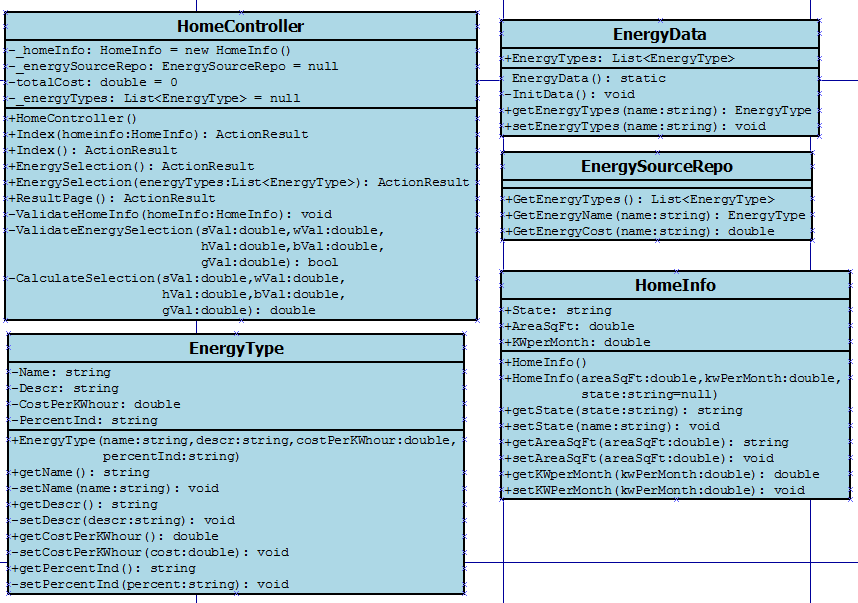 HomeController
-_homeInfo: HomeInfo = new HomeInfo()
-_energySourceRepo: EnergySourceRepo = null
-totalCost: double = 0
-_energyTypes: List<EnergyType> = null
+HomeController()
+Index(homeinfo:HomeInfo): ActionResult
+Index(): ActionResult
+EnergySelection(): ActionResult
+EnergySelection(energyTypes:List<EnergyType>): ActionResult
+ResultPage(): ActionResult
-ValidateHomeInfo(homeInfo:HomeInfo): void
-ValidateEnergySelection(sVal:double,wVal:double,
hVal:double,bVal:double,
gVal:double): bool
-CalculateSelection(sVal:double,wVal:double,
hVal:double,bVal:double,
gVal:double): double
EnergyType
-Name: string
-Descr: string
-CostPerKWhour: double
-PercentInd: string
+EnergyType(name:string,descr:string,costPerKWhour:double,
percentInd:string)
+getName(): string
-setName(name:string): void
+getDescr(): string
-setDescr(descr:string): void
+getCostPerKWhour(): double
-setCostPerKWhour(cost:double): void
+getPercentInd(): string
-setPercentInd(percent:string): void
EnergyData
+EnergyTypes: List<EnergyType>
EnergyData(): static
-InitData(): void
+getEnergyTypes(name:string): EnergyType
+setEnergyTypes(name:string): void
EnergySourceRepo
+GetEnergyTypes(): List<EnergyType>
+GetEnergyName(name:string): EnergyType
+GetEnergyCost(name:string): double
HomeInfo
+State: string
+AreaSqFt: double
+KWperMonth: double
+HomeInfo()
+HomeInfo(areaSqFt:double,kwPerMonth:double,
state:string=null)
+getState(state:string): string
+setState(name:string): void
+getAreaSqFt(areaSqFt:double): string
+setAreaSqFt(areaSqFt:double): void
+getKWperMonth(kwPerMonth:double): double
+setKWPerMonth(kwPerMonth:double): void